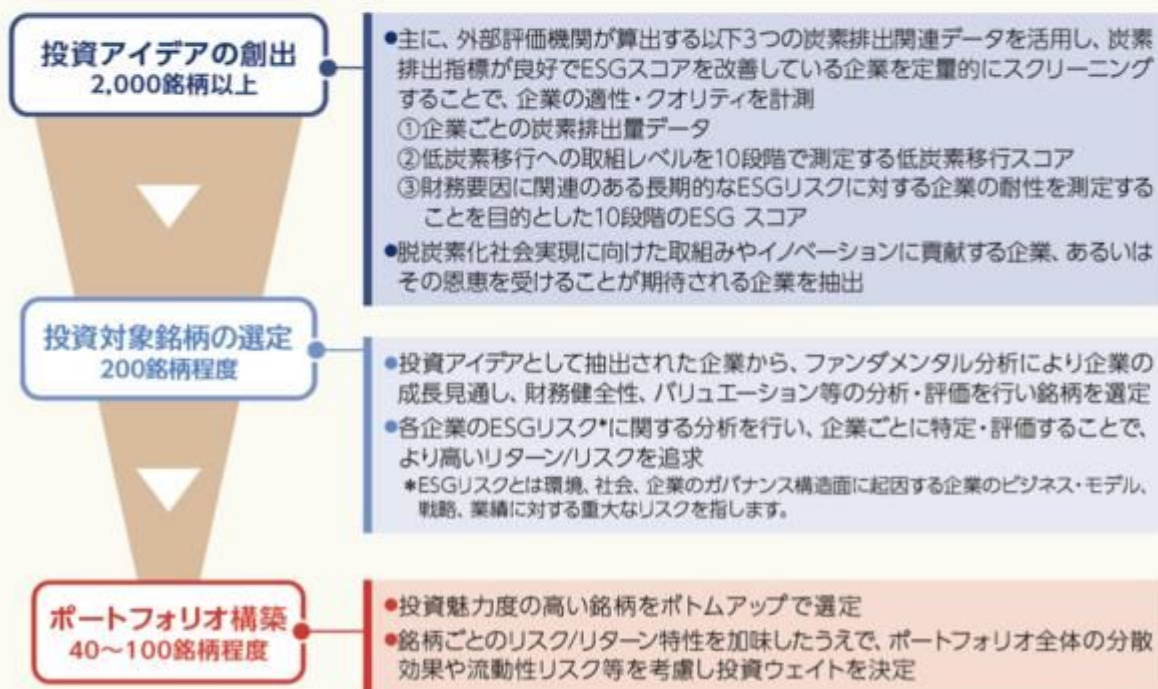 投資アイデアの創出
2,000銘柄以上
●主に、外部評価機関が算出する以下3つの炭素排出関連データを活用し、炭素
排出指標が良好でESGスコアを改善している企業を定量的にスクリーニング
することで、企業の適性・クオリティを計測
①企業ごとの炭素排出量データ
②低炭素移行への取組レベルを10段階で測定する低炭素移行スコア
③財務要因に関連のある長期的なESGリスクに対する企業の耐性を測定する
ことを目的とした10段階のESG スコア
●脱炭素化社会実現に向けた取組みやイノベーションに貢献する企業、あるいは
その恩恵を受けることが期待される企業を抽出
投資対象銘柄の選定
200銘柄程度
●投資アイデアとして抽出された企業から、ファンダメンタル分析により企業の
成長見通し、財務健全性、バリュエーション等の分析・評価を行い銘柄を選定
●各企業のESGリスク*に関する分析を行い、企業ごとに特定・評価することで、
より高いリターン/リスクを追求
*ESGリスクとは環境、社会、企業のガバナンス構造面に起因する企業のビジネス・モデル、
戦略、業績に対する重大なリスクを指します。
ポートフォリオ構築
40～100銘柄程度
●投資魅力度の高い銘柄をボトムアップで選定
●銘柄ごとのリスク/リターン特性を加味したうえで、ポートフォリオ全体の分散
効果や流動性リスク等を考慮し投資ウェイトを決定